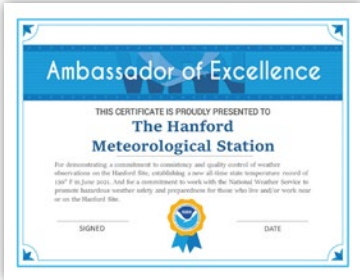 Ambassador of Excellence
THIS CERTIFICATE IS PROUDLY PRESENTED TO
The Hanford
Meteorological Station
For demonstrating a commitment to consistency and quality control of weather
observations on the Hanford Site, establishing a new all-time state temperature record of
120° F in June 2021. And for a commitment to work with the National Weather Service to
promote hazardous weather safety and preparedness for those who live and/or work near
or on the Hanford Site.
SIGNED
DATE